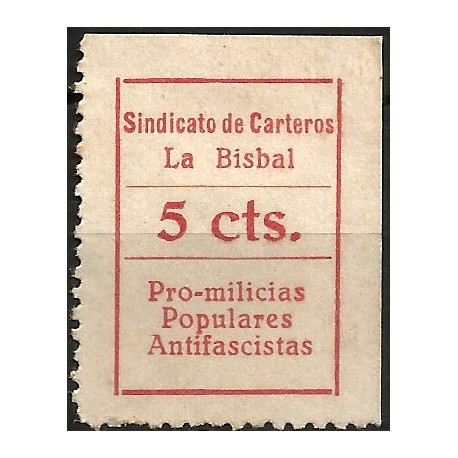 Sindicato de Carteros
La Bisbal
5 cts.
Pro-milicias
Populares
Antifascistas